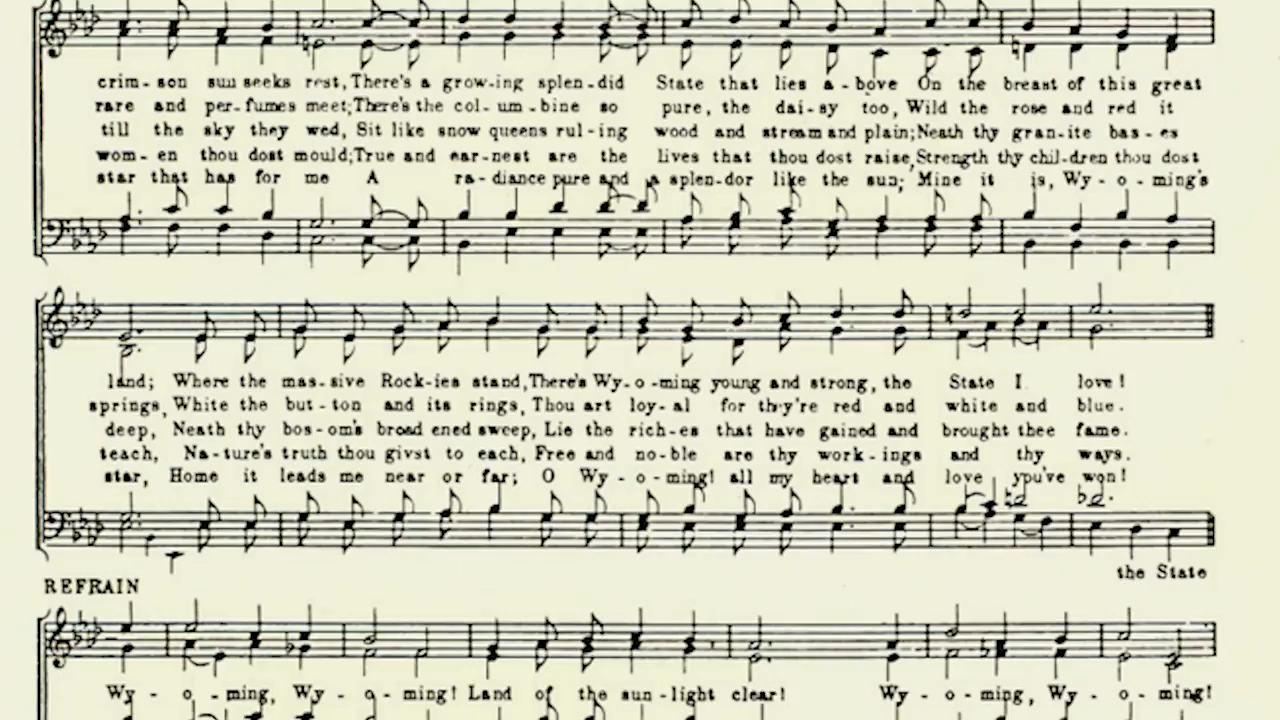 crim - son sun seeks rest, There's a grow - ing splen - did State that lies a - bove On the breast of this great
rare and per - fumes meet; There's the col - um - bine so pure, the dai - sy too, Wild the rose and red it
till the sky they wed, Sit like snow queens rul - ing wood and stream and plain; Neath thy gran - ite bas - es
wom - en thou dost mould; True and ear - nest are the lives that thou dost raise, Strength thy chil - dren thou dost
star that has for me A ra - diance pure and a splen - dor like the sun; Mine it is, Wy - o - ming's
land; Where the mas - sive Rock - ies stand, There's Wy - o - ming young and strong, the State I love!
springs, White the but - ton and its rings, Thou art loy - al for they're red and white and blue.
deep, Neath thy bos - om's broad ened sweep, Lie the rich - es that have gained and brought thee fame.
teach, Na - ture's truth thou givst to each, Free and no - ble are thy work - ings and thy ways.
star, Home it leads me near or far; O Wy - o - ming! all my heart and love you've won!
the State
REFRAIN
Wy - o - ming, Wy - o - ming! Land of the sun - light clear! Wy - o - ming, Wy - o - ming!